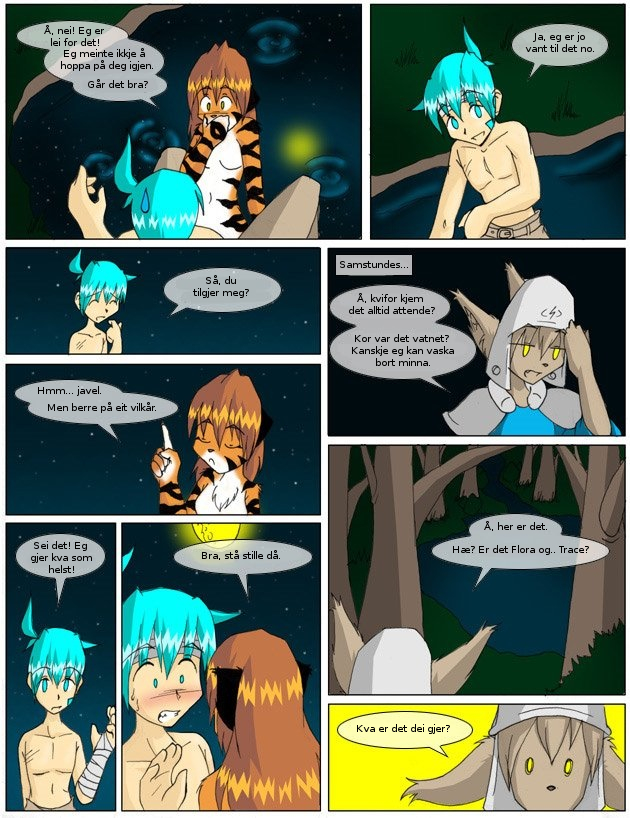 Å, nei! Eg er
lei for det!
Eg meinte ikkje å
hoppa på deg igjen.
Går det bra?
Ja, eg er jo
vant til det no.
Så, du
tilgjer meg?
Hmm... javel.
Men berre på eit vilkår.
Sei det! Eg
gjer kva som
helst!
Bra, stå stille då.
Samstundes...
Å, kvifor kjem
det alltid attende?
Kor var det vatnet?
Kanskje eg kan vaska
bort minna.
Å, her er det.
Hæ? Er det Flora og.. Trace?
Kva er det dei gjer?